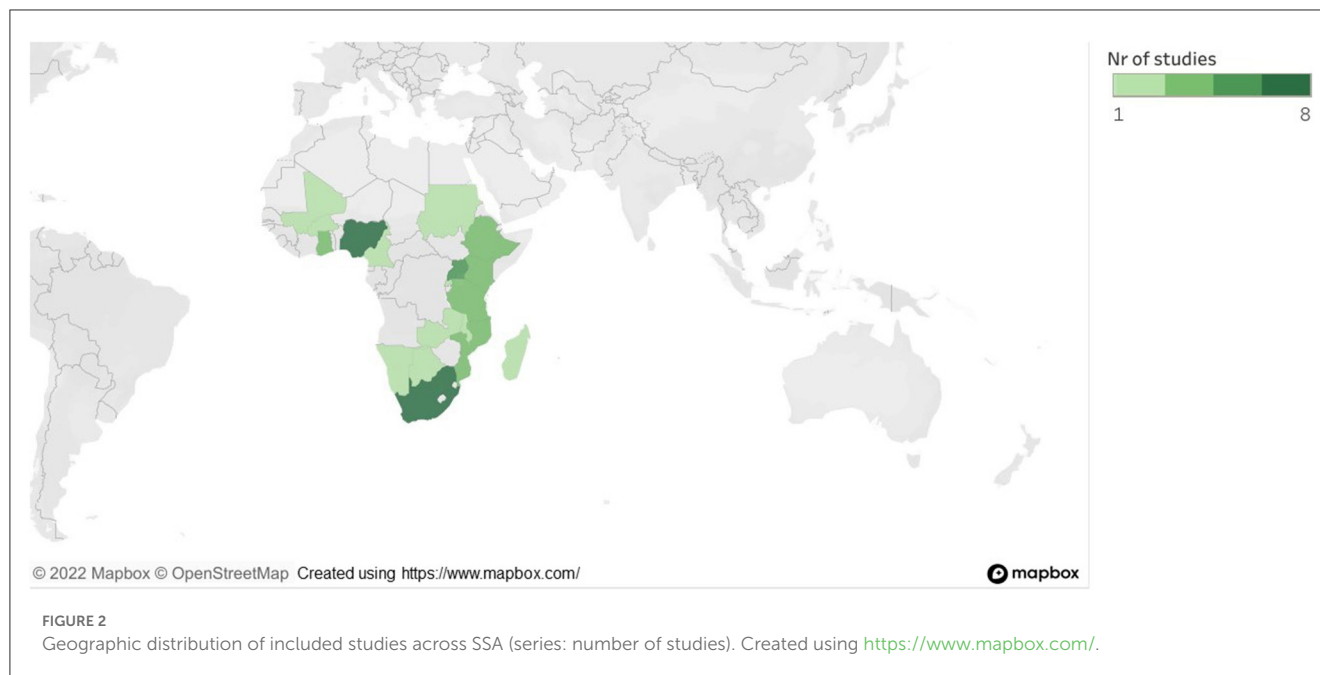 Nr of studies
1 8
© 2022 Mapbox © OpenStreetMap Created using https://www.mapbox.com/
mapbox
FIGURE 2
Geographic distribution of included studies across SSA (series: number of studies). Created using https://www.mapbox.com/.